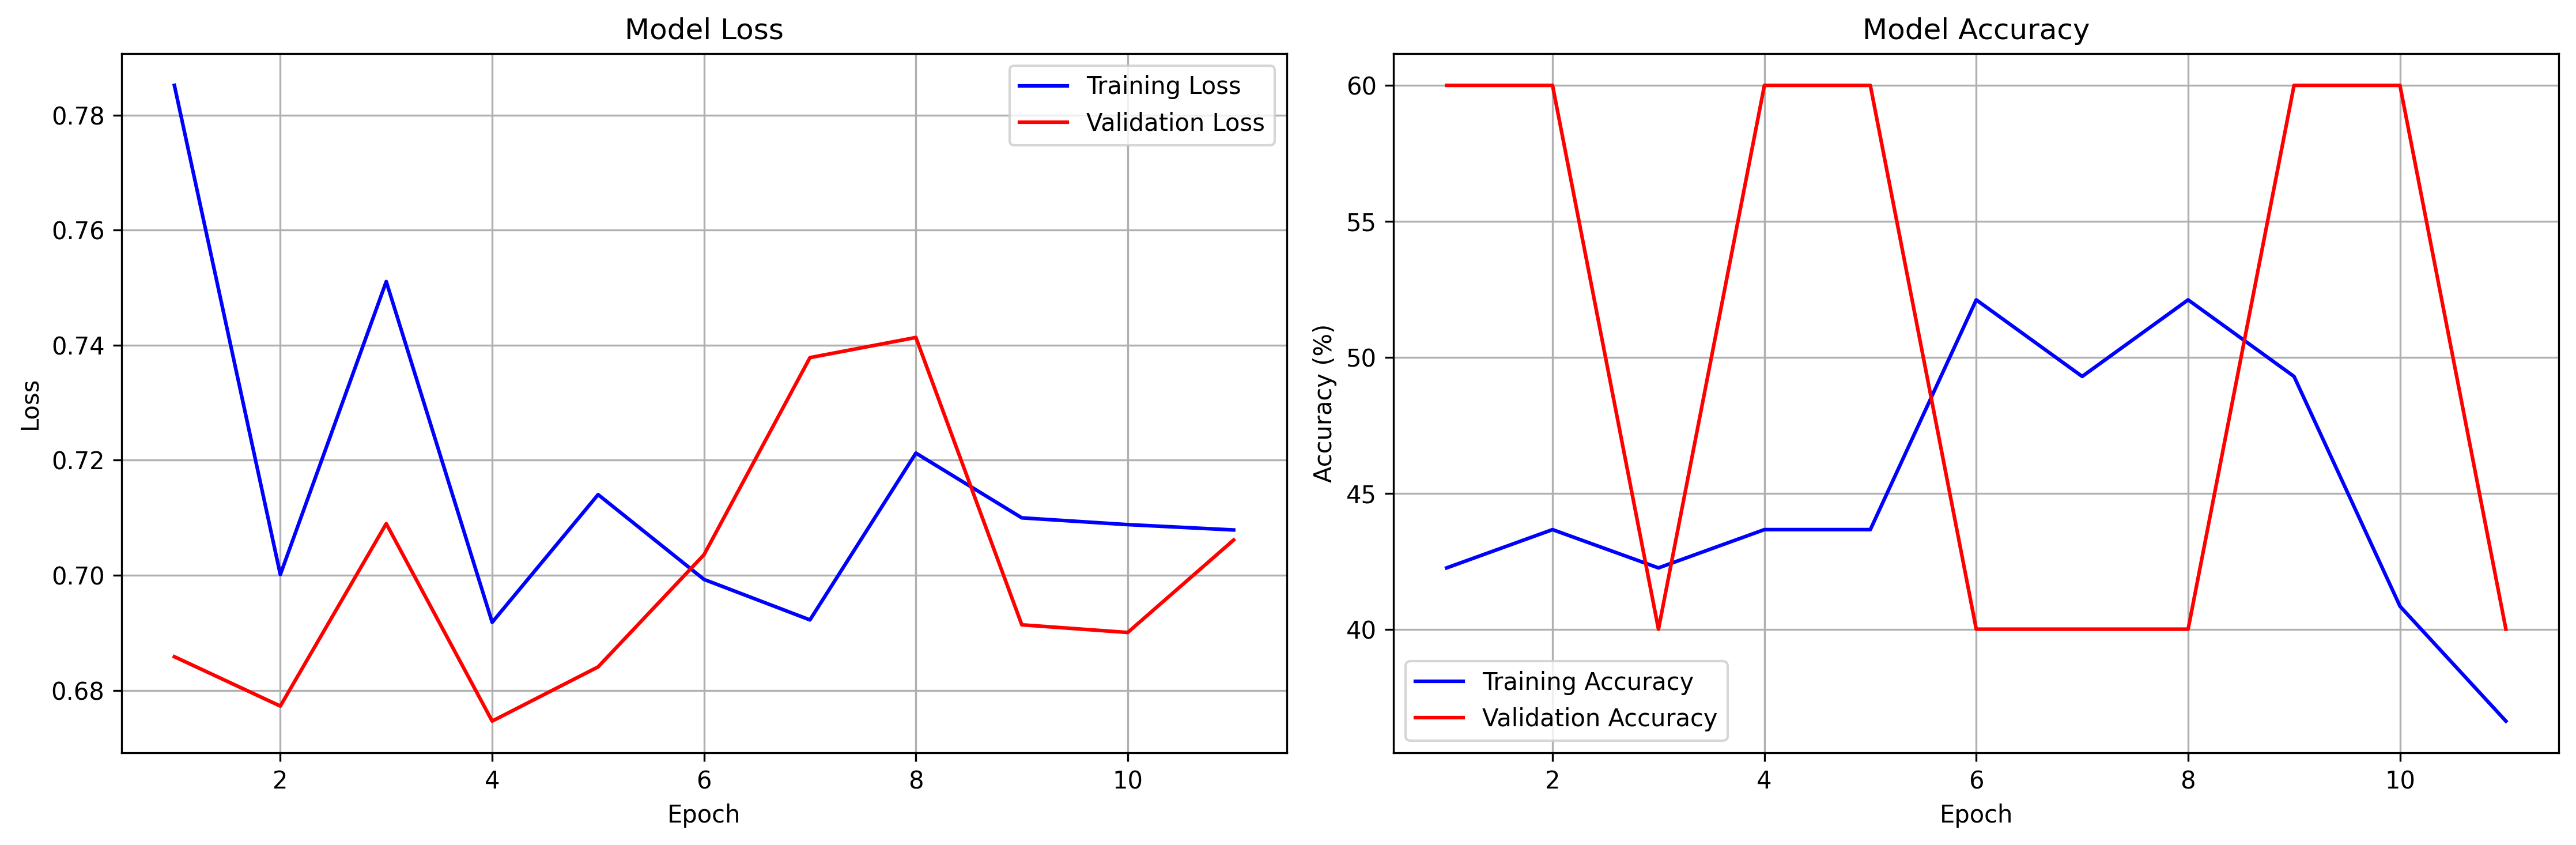 Model Loss
0.78
0.76
0.74
0.72
0.70
0.68
Loss
Training Loss
Validation Loss
2
4
6
8
10
Epoch
Model Accuracy
60
55
50
45
40
Accuracy (%)
Training Accuracy
Validation Accuracy
2
4
6
8
10
Epoch